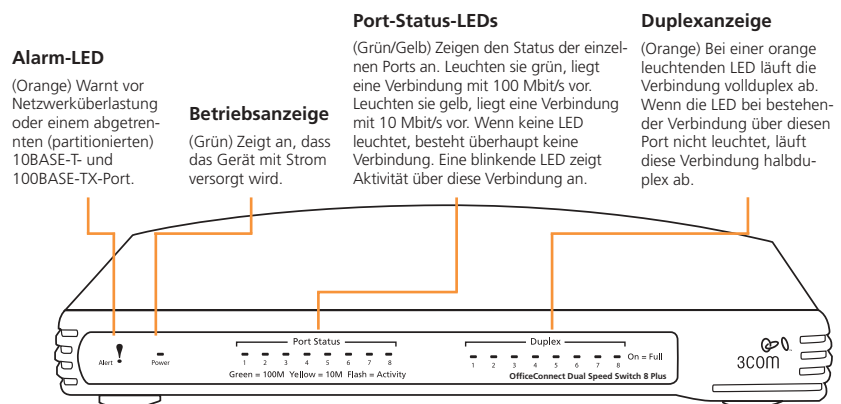 Alarm-LED
(Orange) Warnt vor
Netzwerküberlastung
oder einem abgetren-
nten (partitionierten)
10BASE-T- und
100BASE-TX-Port.
Betriebsanzeige
(Grün) Zeigt an, dass
das Gerät mit Strom
versorgt wird.
Port-Status-LEDs
(Grün/Gelb) Zeigen den Status der einzel-
nen Ports an. Leuchten sie grün, liegt
eine Verbindung mit 100 Mbit/s vor.
Leuchten sie gelb, liegt eine Verbindung
mit 10 Mbit/s vor. Wenn keine LED
leuchtet, besteht überhaupt keine
Verbindung. Eine blinkende LED zeigt
Aktivität über diese Verbindung an.
Duplexanzeige
(Orange) Bei einer orange
leuchtenden LED läuft die
Verbindung vollduplex ab.
Wenn die LED bei bestehen-
der Verbindung über diesen
Port nicht leuchtet, läuft
diese Verbindung halbdu-
plex ab.
Alert !
Power
Port Status
1 2 3 4 5 6 7 8
Green = 100M Yellow = 10M Flash = Activity
Duplex
1 2 3 4 5 6 7 8 On = Full
OfficeConnect Dual Speed Switch 8 Plus
3COM